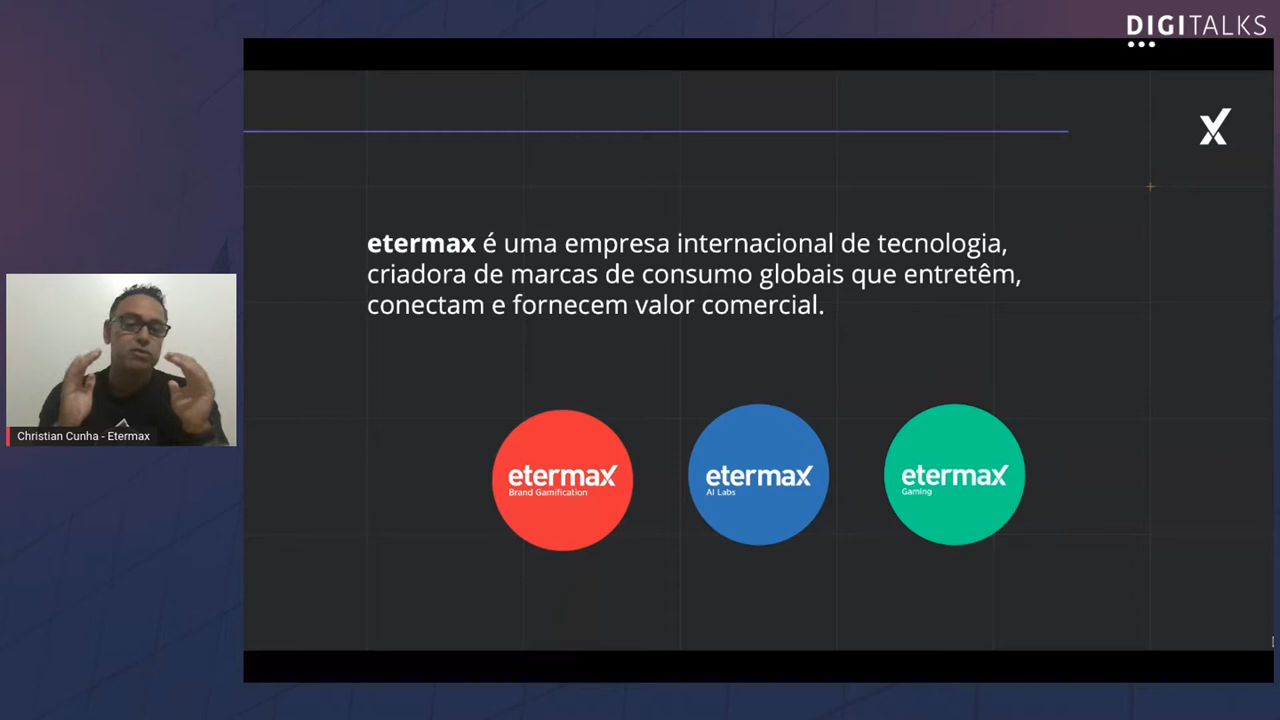 DIGITALKS
etermax é uma empresa internacional de tecnologia,
criadora de marcas de consumo globais que entretêm,
conectam e fornecem valor comercial.
Christian Cunha - Etermax
etermax
Brand Gamification
etermax
AI Labs
etermax
Gaming